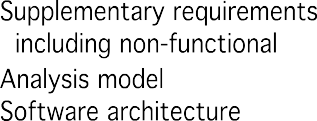 Supplementary requirements
including non-functional
Analysis model
Software architecture